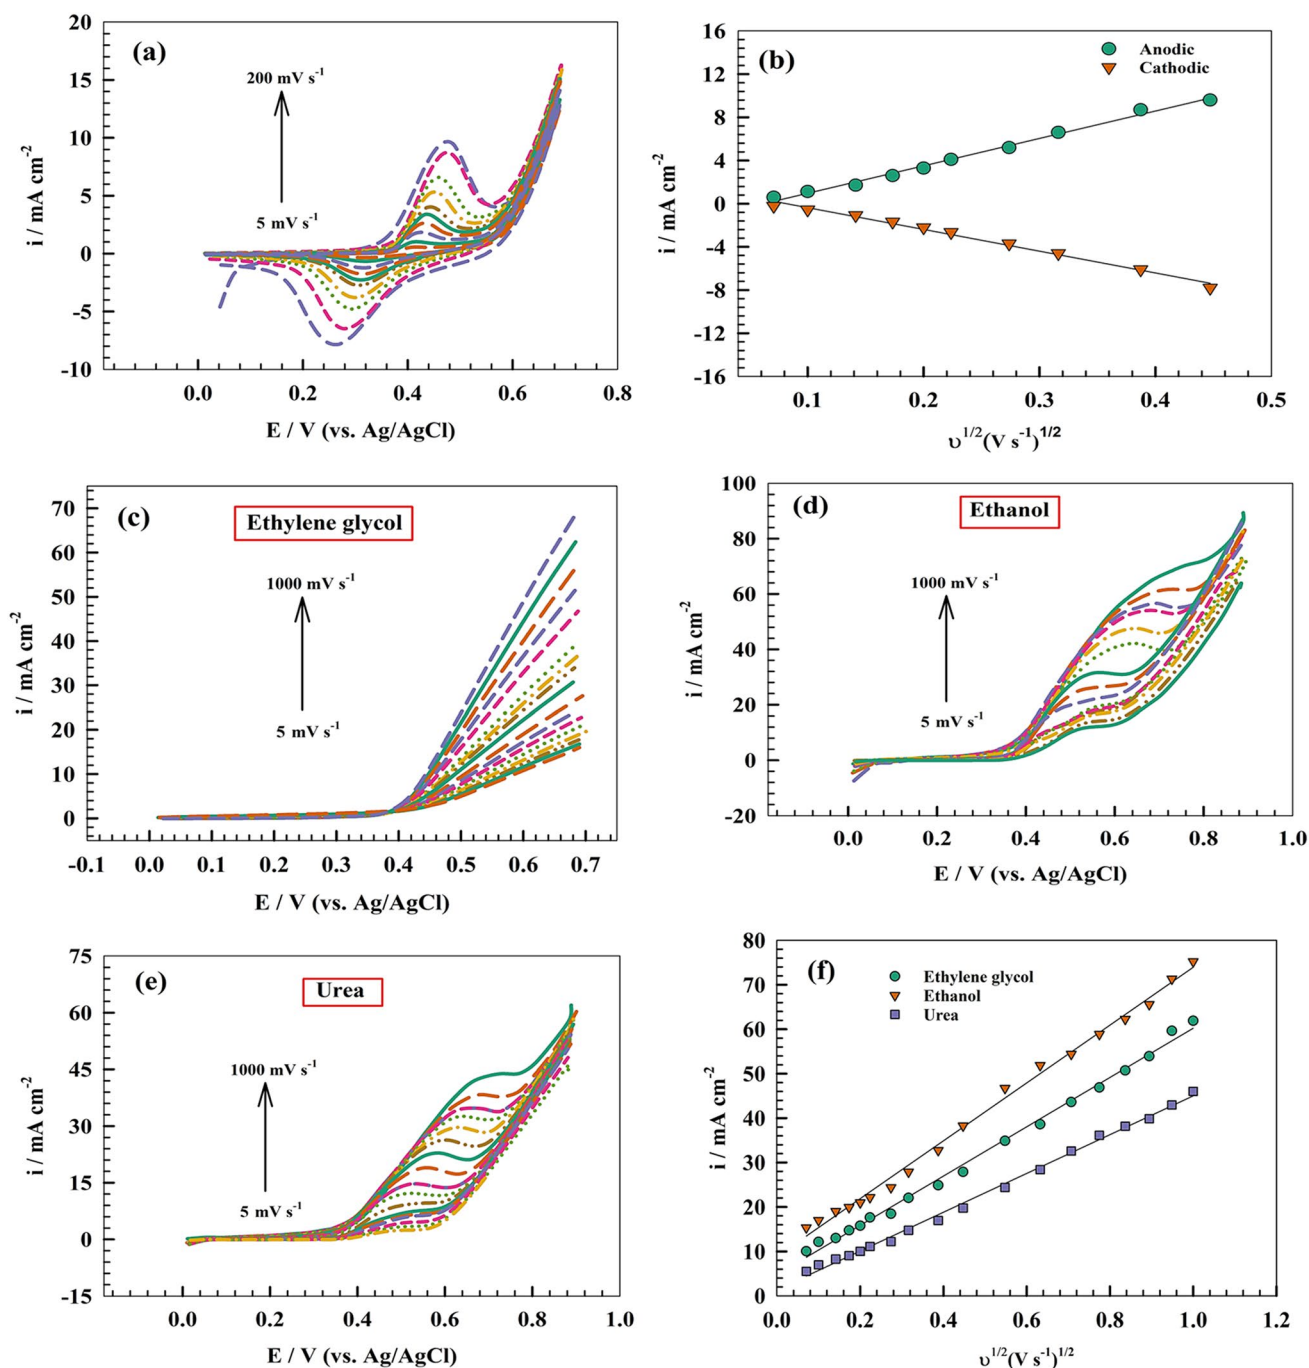 (a)
200 mV s⁻¹
5 mV s⁻¹
20
15
10
5
0
-5
-10
i / mA cm⁻²
0.0 0.2 0.4 0.6 0.8
E / V (vs. Ag/AgCl)
(b)
Anodic
Cathodic
16
12
8
4
0
-4
-8
-12
-16
i / mA cm⁻²
0.1 0.2 0.3 0.4 0.5
υ¹ᐟ²(V s⁻¹)¹ᐟ²
(c)
Ethylene glycol
1000 mV s⁻¹
5 mV s⁻¹
70
60
50
40
30
20
10
0
i / mA cm⁻²
-0.1 0.0 0.1 0.2 0.3 0.4 0.5 0.6 0.7
E / V (vs. Ag/AgCl)
(d)
Ethanol
1000 mV s⁻¹
5 mV s⁻¹
100
80
60
40
20
0
-20
i / mA cm⁻²
0.0 0.2 0.4 0.6 0.8 1.0
E / V (vs. Ag/AgCl)
(e)
Urea
1000 mV s⁻¹
5 mV s⁻¹
75
60
45
30
15
0
-15
i / mA cm⁻²
0.0 0.2 0.4 0.6 0.8 1.0
E / V (vs. Ag/AgCl)
(f)
Ethylene glycol
Ethanol
Urea
80
70
60
50
40
30
20
10
0
i / mA cm⁻²
0.0 0.2 0.4 0.6 0.8 1.0 1.2
υ¹ᐟ²(V s⁻¹)¹ᐟ²